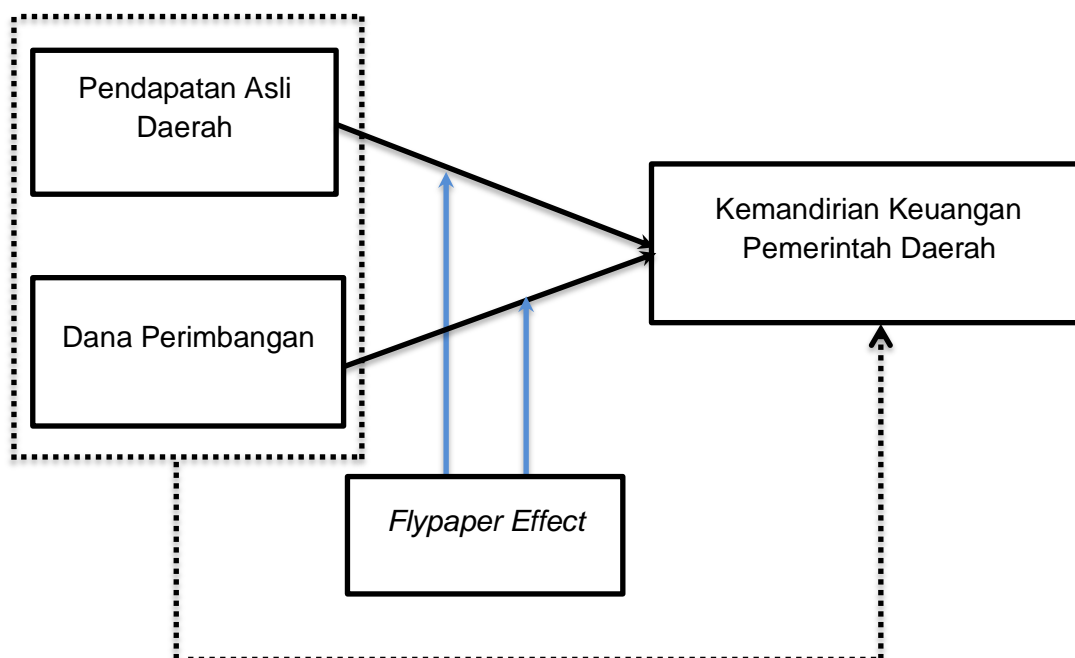 Pendapatan Asli
Daerah
Kemandirian Keuangan
Pemerintah Daerah
Dana Perimbangan
Flypaper Effect